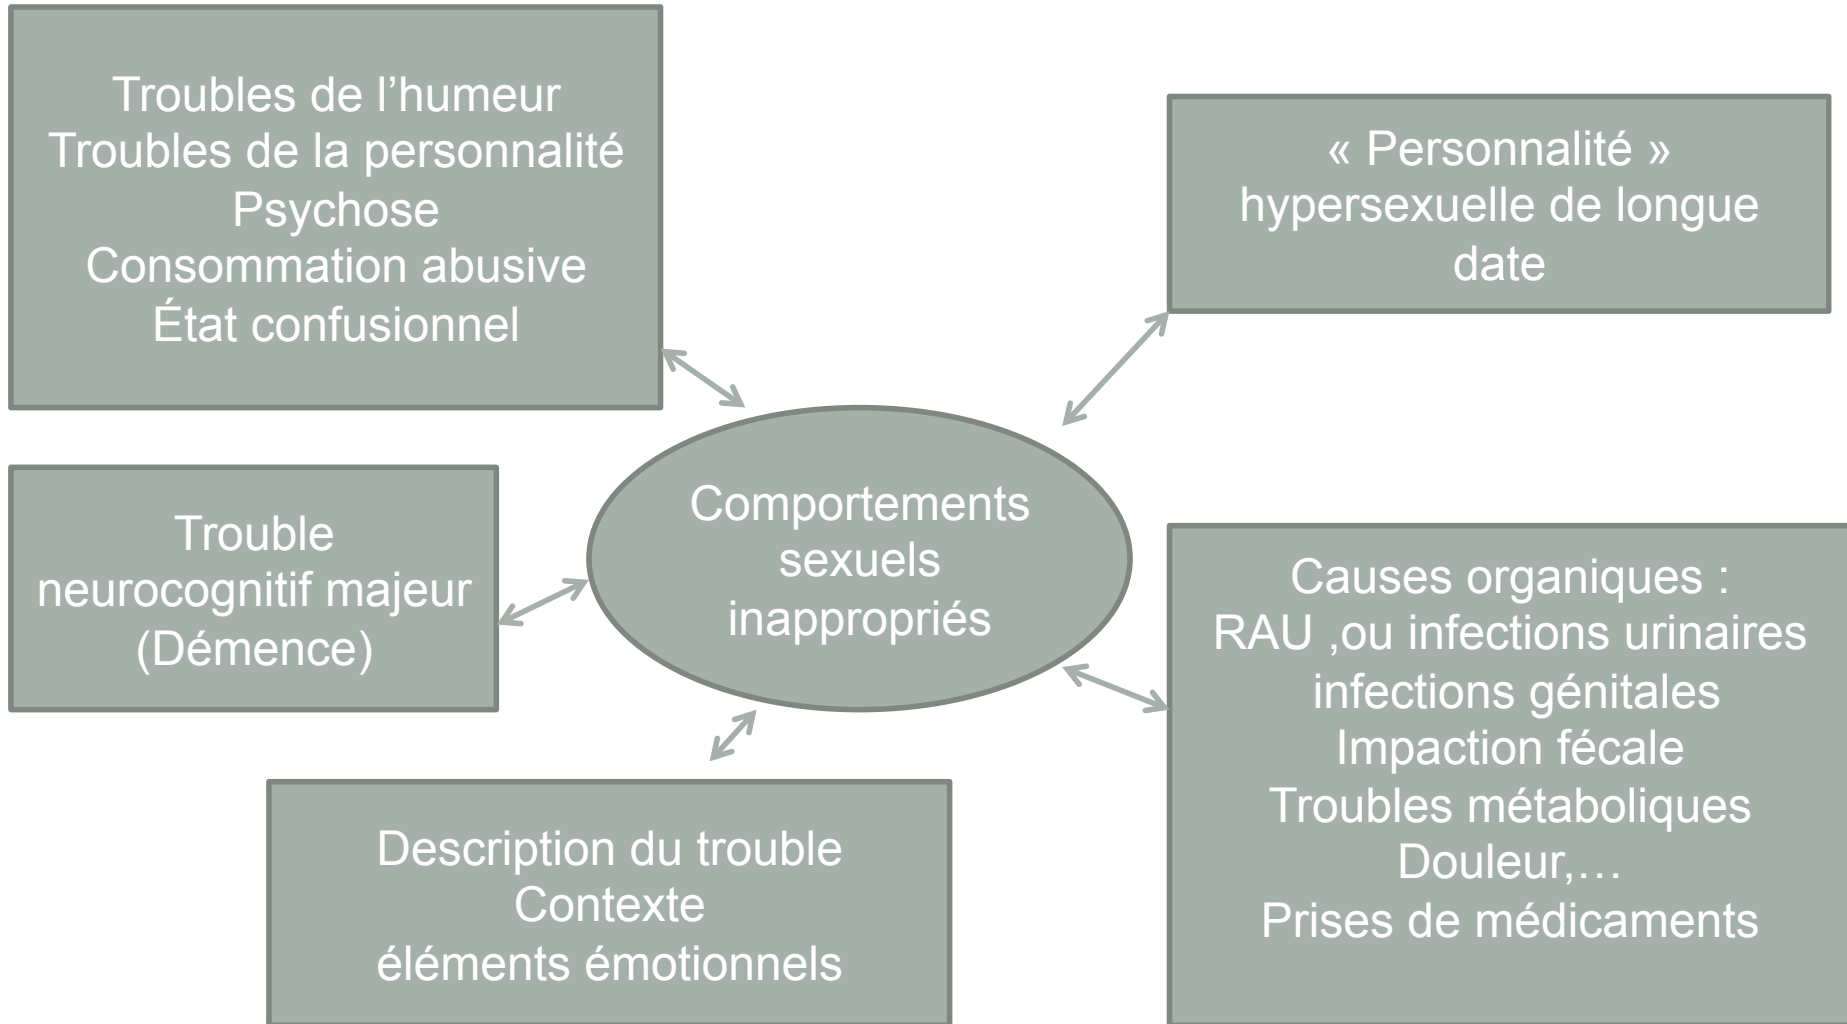 Troubles de l’humeur
Troubles de la personnalité
Psychose
Consommation abusive
État confusionnel
« Personnalité »
hypersexuelle de longue
date
Comportements
sexuels
inappropriés
Trouble
neurocognitif majeur
(Démence)
Causes organiques :
RAU ,ou infections urinaires
infections génitales
Impaction fécale
Troubles métaboliques
Douleur,…
Prises de médicaments
Description du trouble
Contexte
éléments émotionnels